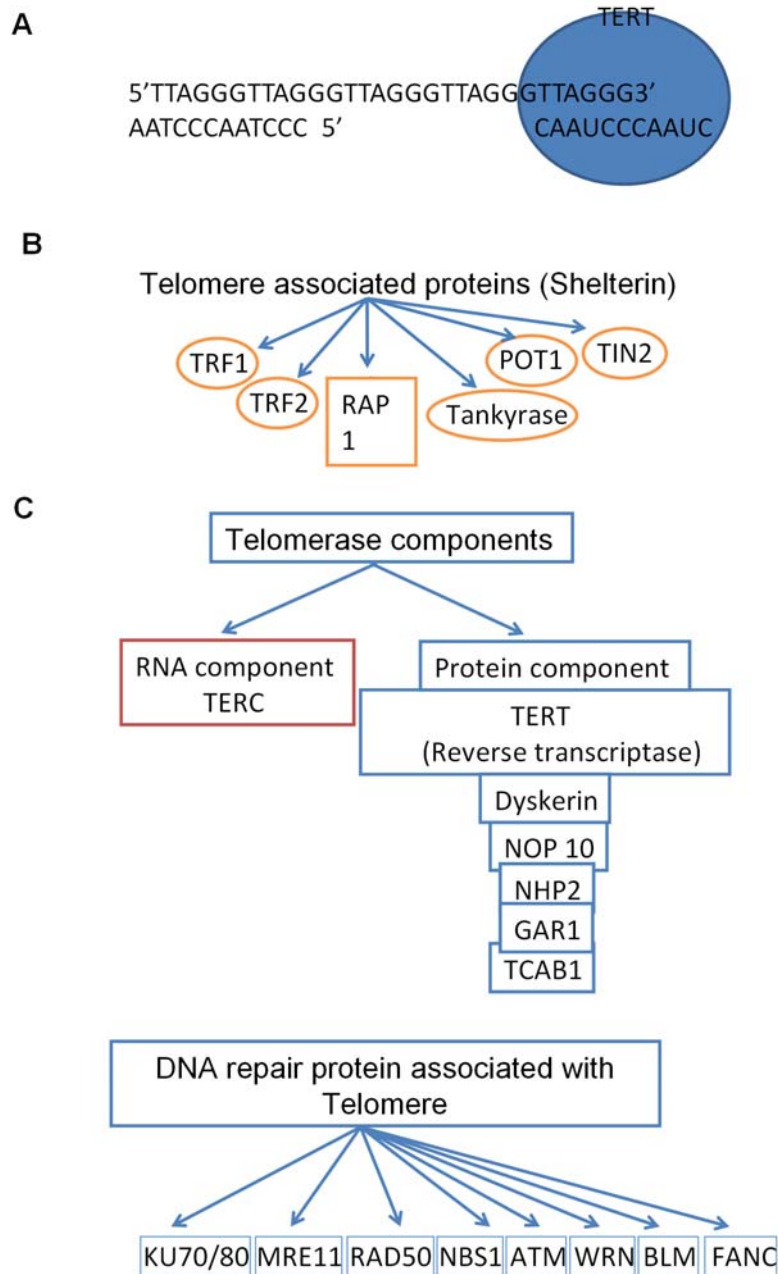 A
TERT
5’TTAGGGTTAGGGTTAGGGTTAGGGTTAGGG3’
AATCCCAATCCC 5’ CAAUCCCAAUC
B
Telomere associated proteins (Shelterin)
TRF1
TRF2
RAP
1
Tankyrase
POT1
TIN2
C
Telomerase components
RNA component
TERC
Protein component
TERT
(Reverse transcriptase)
Dyskerin
NOP 10
NHP2
GAR1
TCAB1
DNA repair protein associated with
Telomere
KU70/80 MRE11 RAD50 NBS1 ATM WRN BLM FANC